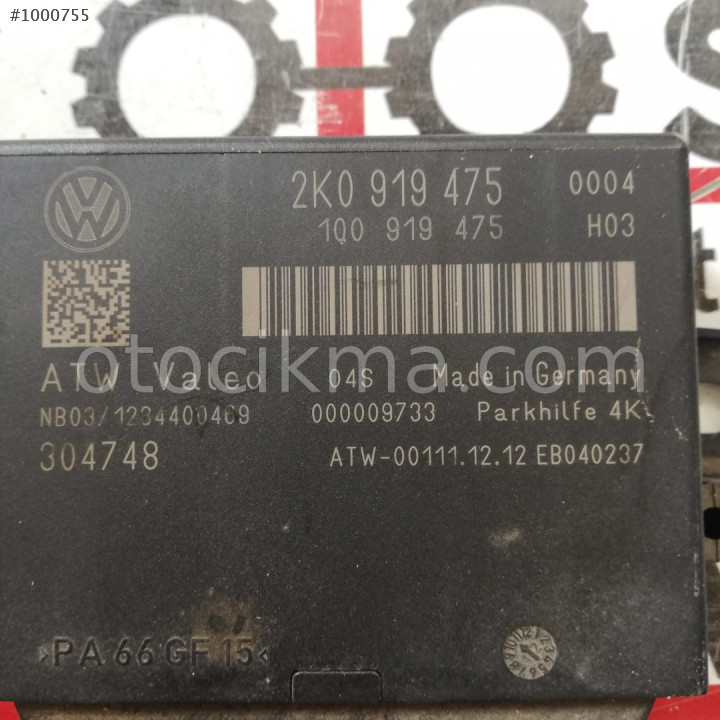 #1000755
OTOS
2K0 919 475 0004
1Q0 919 475 H03
otocikma.com
ATW Valeo 04S Made in Germany
NB03/1234400469 000009733 Parkhilfe 4K
304748 ATW-00111.12.12 EB040237
>PA 66 GF 15<